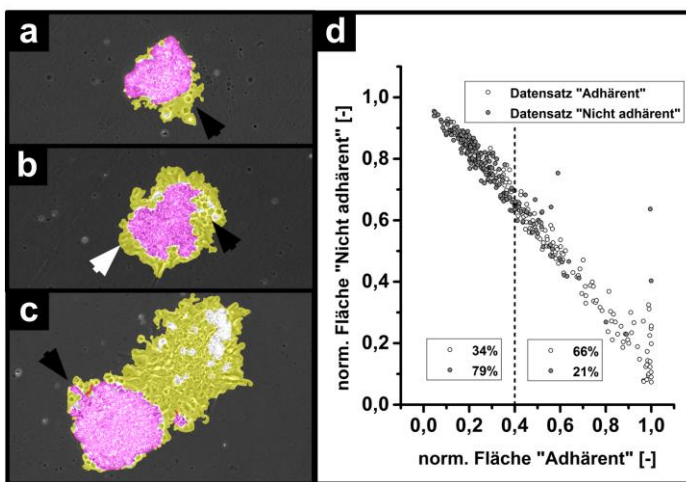 a
b
c
d
Datensatz "Adhärent"
Datensatz "Nicht adhärent"
norm. Fläche "Nicht adhärent" [-]
1,0
0,8
0,6
0,4
0,2
0,0
34%
79%
66%
21%
0,0 0,2 0,4 0,6 0,8 1,0
norm. Fläche "Adhärent" [-]